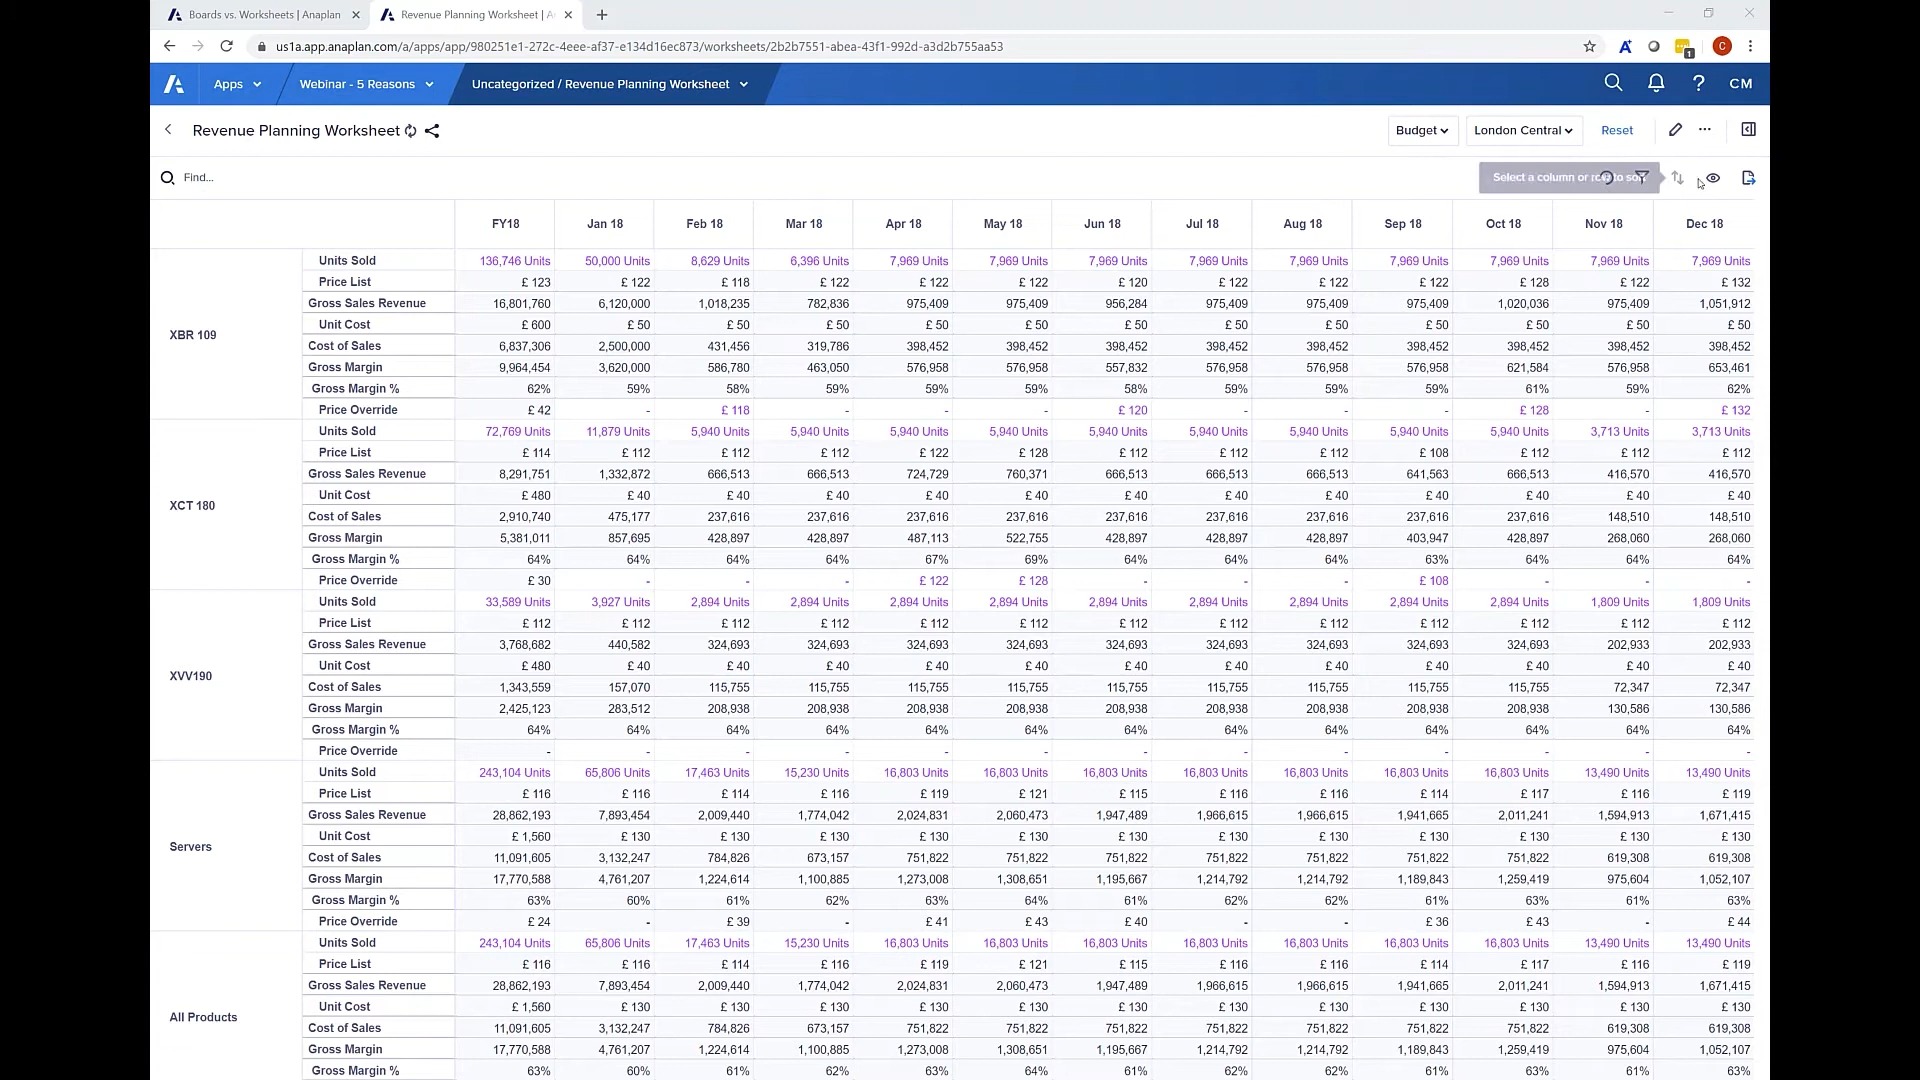 Boards vs. Worksheets | Anaplan
Revenue Planning Worksheet | A
us1a.app.anaplan.com/a/apps/app/980251e1-272c-4eee-af37-e134d16ec873/worksheets/2b2b7551-abea-43f1-992d-a3d2b755aa53
A 1 C
Apps Webinar - 5 Reasons Uncategorized / Revenue Planning Worksheet ? CM
Revenue Planning Worksheet Budget London Central Reset
Find... Select a column or row to sort
FY18 Jan 18 Feb 18 Mar 18 Apr 18 May 18 Jun 18 Jul 18 Aug 18 Sep 18 Oct 18 Nov 18 Dec 18
XBR 109
Units Sold 136,746 Units 50,000 Units 8,629 Units 6,396 Units 7,969 Units 7,969 Units 7,969 Units 7,969 Units 7,969 Units 7,969 Units 7,969 Units 7,969 Units 7,969 Units
Price List £ 123 £ 122 £ 118 £ 122 £ 122 £ 122 £ 120 £ 122 £ 122 £ 122 £ 128 £ 122 £ 132
Gross Sales Revenue 16,801,760 6,120,000 1,018,235 782,836 975,409 975,409 956,284 975,409 975,409 975,409 1,020,036 975,409 1,051,912
Unit Cost £ 600 £ 50 £ 50 £ 50 £ 50 £ 50 £ 50 £ 50 £ 50 £ 50 £ 50 £ 50 £ 50
Cost of Sales 6,837,306 2,500,000 431,456 319,786 398,452 398,452 398,452 398,452 398,452 398,452 398,452 398,452 398,452
Gross Margin 9,964,454 3,620,000 586,780 463,050 576,958 576,958 557,832 576,958 576,958 576,958 621,584 576,958 653,461
Gross Margin % 62% 59% 58% 59% 59% 59% 58% 59% 59% 59% 61% 59% 62%
Price Override £ 42 - £ 118 - - - £ 120 - - - £ 128 - £ 132
XCT 180
Units Sold 72,769 Units 11,879 Units 5,940 Units 5,940 Units 5,940 Units 5,940 Units 5,940 Units 5,940 Units 5,940 Units 5,940 Units 5,940 Units 3,713 Units 3,713 Units
Price List £ 114 £ 112 £ 112 £ 112 £ 122 £ 128 £ 112 £ 112 £ 112 £ 108 £ 112 £ 112 £ 112
Gross Sales Revenue 8,291,751 1,332,872 666,513 666,513 724,729 760,371 666,513 666,513 666,513 641,563 666,513 416,570 416,570
Unit Cost £ 480 £ 40 £ 40 £ 40 £ 40 £ 40 £ 40 £ 40 £ 40 £ 40 £ 40 £ 40 £ 40
Cost of Sales 2,910,740 475,177 237,616 237,616 237,616 237,616 237,616 237,616 237,616 237,616 237,616 148,510 148,510
Gross Margin 5,381,011 857,695 428,897 428,897 487,113 522,755 428,897 428,897 428,897 403,947 428,897 268,060 268,060
Gross Margin % 64% 64% 64% 64% 67% 69% 64% 64% 64% 63% 64% 64% 64%
Price Override £ 30 - - - £ 122 £ 128 - - - £ 108 - - -
XVV190
Units Sold 33,589 Units 3,927 Units 2,894 Units 2,894 Units 2,894 Units 2,894 Units 2,894 Units 2,894 Units 2,894 Units 2,894 Units 2,894 Units 1,809 Units 1,809 Units
Price List £ 112 £ 112 £ 112 £ 112 £ 112 £ 112 £ 112 £ 112 £ 112 £ 112 £ 112 £ 112 £ 112
Gross Sales Revenue 3,768,682 440,582 324,693 324,693 324,693 324,693 324,693 324,693 324,693 324,693 324,693 202,933 202,933
Unit Cost £ 480 £ 40 £ 40 £ 40 £ 40 £ 40 £ 40 £ 40 £ 40 £ 40 £ 40 £ 40 £ 40
Cost of Sales 1,343,559 157,070 115,755 115,755 115,755 115,755 115,755 115,755 115,755 115,755 115,755 72,347 72,347
Gross Margin 2,425,123 283,512 208,938 208,938 208,938 208,938 208,938 208,938 208,938 208,938 208,938 130,586 130,586
Gross Margin % 64% 64% 64% 64% 64% 64% 64% 64% 64% 64% 64% 64% 64%
Price Override - - - - - - - - - - - - -
Servers
Units Sold 243,104 Units 65,806 Units 17,463 Units 15,230 Units 16,803 Units 16,803 Units 16,803 Units 16,803 Units 16,803 Units 16,803 Units 16,803 Units 13,490 Units 13,490 Units
Price List £ 116 £ 116 £ 114 £ 116 £ 119 £ 121 £ 115 £ 116 £ 116 £ 114 £ 117 £ 116 £ 119
Gross Sales Revenue 28,862,193 7,893,454 2,009,440 1,774,042 2,024,831 2,060,473 1,947,489 1,966,615 1,966,615 1,941,665 2,011,241 1,594,913 1,671,415
Unit Cost £ 1,560 £ 130 £ 130 £ 130 £ 130 £ 130 £ 130 £ 130 £ 130 £ 130 £ 130 £ 130 £ 130
Cost of Sales 11,091,605 3,132,247 784,826 673,157 751,822 751,822 751,822 751,822 751,822 751,822 751,822 619,308 619,308
Gross Margin 17,770,588 4,761,207 1,224,614 1,100,885 1,273,008 1,308,651 1,195,667 1,214,792 1,214,792 1,189,843 1,259,419 975,604 1,052,107
Gross Margin % 63% 60% 61% 62% 63% 64% 61% 62% 62% 61% 63% 61% 63%
Price Override £ 24 - £ 39 - £ 41 £ 43 £ 40 - - £ 36 £ 43 - £ 44
All Products
Units Sold 243,104 Units 65,806 Units 17,463 Units 15,230 Units 16,803 Units 16,803 Units 16,803 Units 16,803 Units 16,803 Units 16,803 Units 16,803 Units 13,490 Units 13,490 Units
Price List £ 116 £ 116 £ 114 £ 116 £ 119 £ 121 £ 115 £ 116 £ 116 £ 114 £ 117 £ 116 £ 119
Gross Sales Revenue 28,862,193 7,893,454 2,009,440 1,774,042 2,024,831 2,060,473 1,947,489 1,966,615 1,966,615 1,941,665 2,011,241 1,594,913 1,671,415
Unit Cost £ 1,560 £ 130 £ 130 £ 130 £ 130 £ 130 £ 130 £ 130 £ 130 £ 130 £ 130 £ 130 £ 130
Cost of Sales 11,091,605 3,132,247 784,826 673,157 751,822 751,822 751,822 751,822 751,822 751,822 751,822 619,308 619,308
Gross Margin 17,770,588 4,761,207 1,224,614 1,100,885 1,273,008 1,308,651 1,195,667 1,214,792 1,214,792 1,189,843 1,259,419 975,604 1,052,107
Gross Margin % 63% 60% 61% 62% 63% 64% 61% 62% 62% 61% 63% 61% 63%